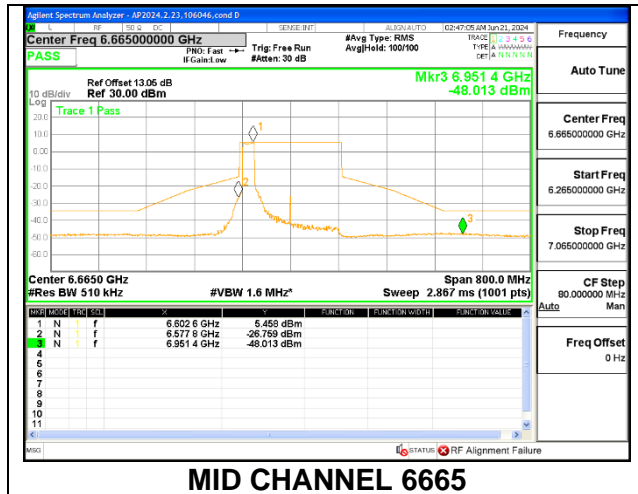 Agilent Spectrum Analyzer - AP2024.2.23,106046,cond D
L RF 50 Ω DC SENSE:INT ALIGN AUTO 02:47:05 AM Jun 21, 2024
Center Freq 6.665000000 GHz #Avg Type: RMS TRACE 1 2 3 4 5 6
PASS PNO: Fast Trig: Free Run Avg|Hold: 100/100 TYPE A
IFGain:Low #Atten: 30 dB DET A N N N N N
Frequency
Auto Tune
Center Freq
6.665000000 GHz
Start Freq
6.265000000 GHz
Stop Freq
7.065000000 GHz
CF Step
80.000000 MHz
Auto Man
Freq Offset
0 Hz
Mkr3 6.951 4 GHz
-48.013 dBm
Ref Offset 13.05 dB
10 dB/div Ref 30.00 dBm
Log
Trace 1 Pass
20.0
10.0
0.00
-10.0
-20.0
-30.0
-40.0
-50.0
-60.0
1
2
3
Center 6.6650 GHz Span 800.0 MHz
#Res BW 510 kHz #VBW 1.6 MHz* Sweep 2.867 ms (1001 pts)
MKR MODE TRC SCL X Y FUNCTION FUNCTION WIDTH FUNCTION VALUE
1 N 1 f 6.602 6 GHz 5.458 dBm
2 N 1 f 6.577 8 GHz -26.759 dBm
3 N 1 f 6.951 4 GHz -48.013 dBm
4
5
6
7
8
9
10
11
MSG STATUS RF Alignment Failure
MID CHANNEL 6665